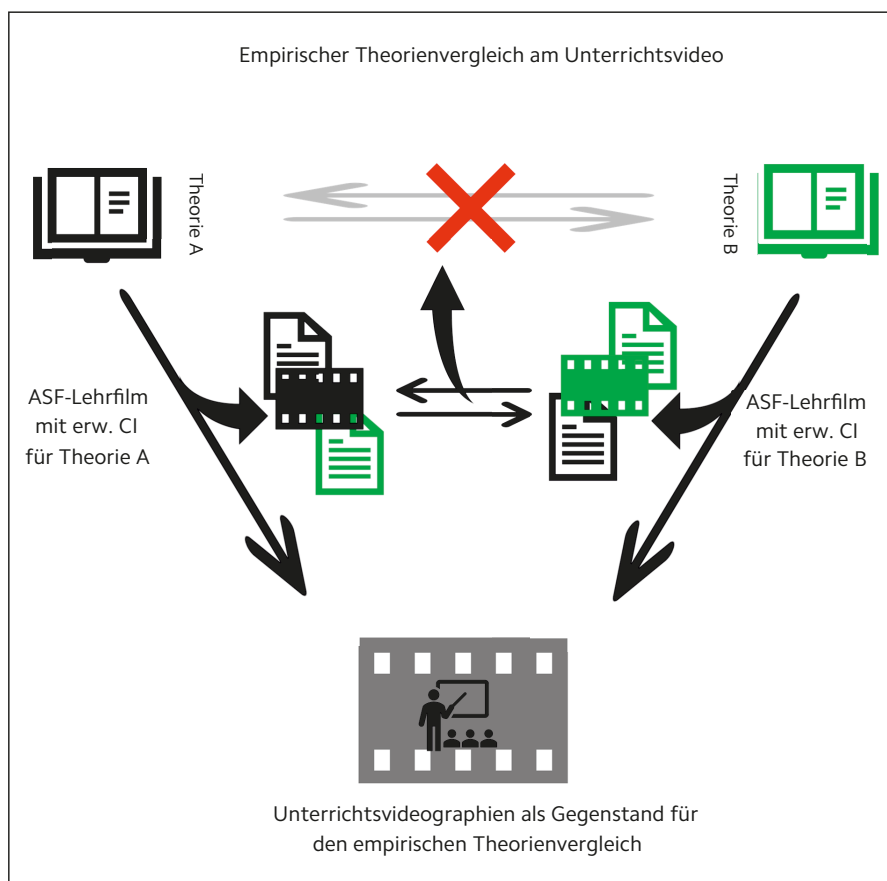 Empirischer Theorienvergleich am Unterrichtsvideo
Theorie A
Theorie B
ASF-Lehrfilm
mit erw. CI
für Theorie A
ASF-Lehrfilm
mit erw. CI
für Theorie B
Unterrichtsvideographien als Gegenstand für
den empirischen Theorienvergleich